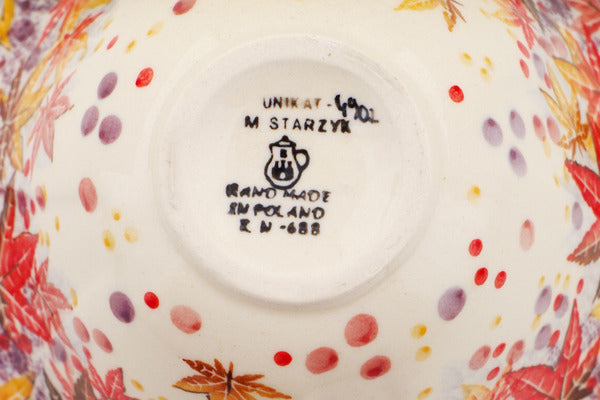 UNIKAT-4902
M STARZYK
HAND MADE
IN POLAND
R N -688